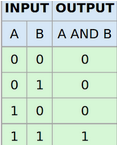 INPUT OUTPUT
A B A AND B
0 0 0
0 1 0
1 0 0
1 1 1